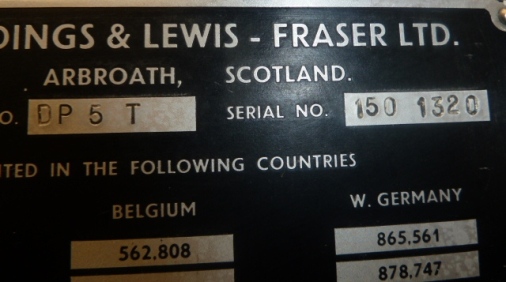 DINGS & LEWIS - FRASER LTD.
ARBROATH, SCOTLAND.
O. DP 5 T SERIAL NO. 150 1320
TED IN THE FOLLOWING COUNTRIES
BELGIUM W. GERMANY
562,808 865,561
878,747